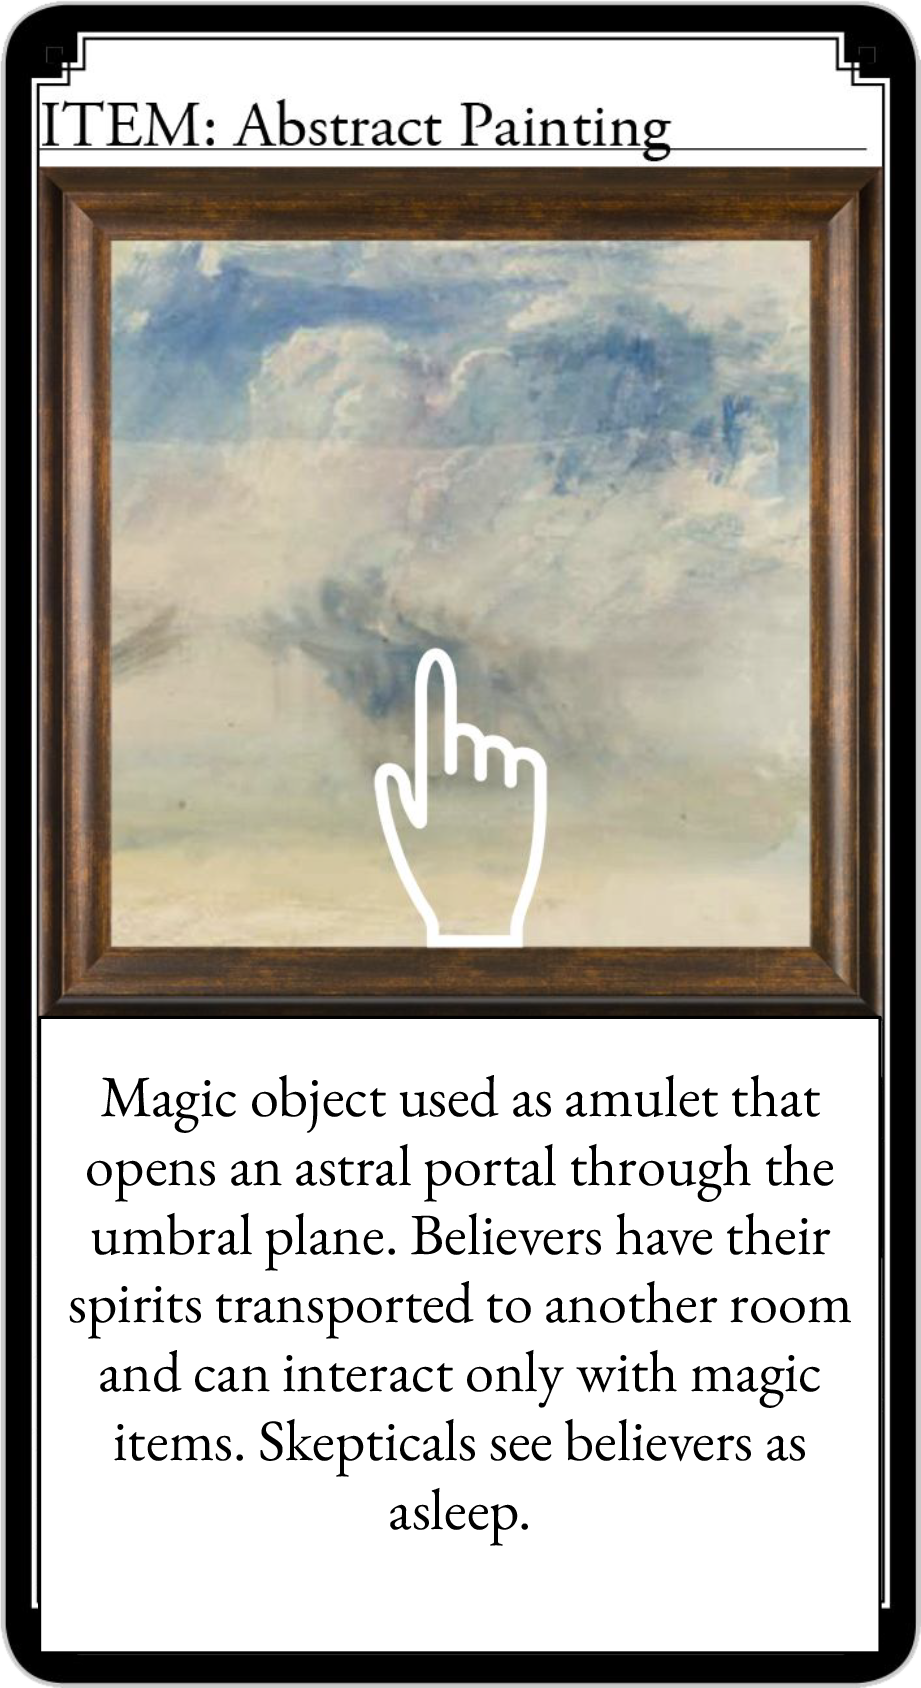 ITEM: Abstract Painting
Magic object used as amulet that
opens an astral portal through the
umbral plane. Believers have their
spirits transported to another room
and can interact only with magic
items. Skepticals see believers as
asleep.